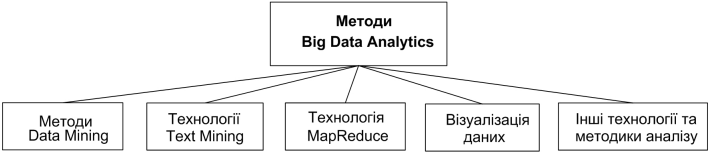 Методи
Big Data Analytics
Методи
Data Mining
Технології
Text Mining
Технологія
MapReduce
Візуалізація
даних
Інші технології та
методики аналізу